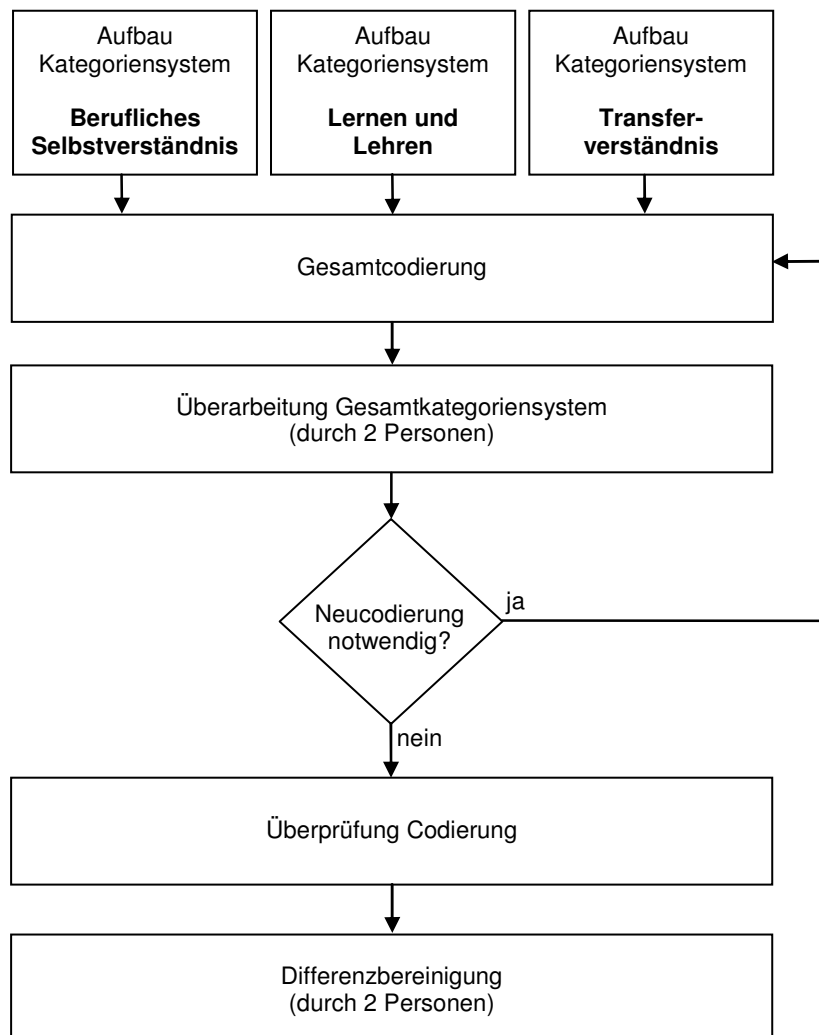 Aufbau
Kategoriensystem
Berufliches
Selbstverständnis
Aufbau
Kategoriensystem
Lernen und
Lehren
Aufbau
Kategoriensystem
Transfer-
verständnis
Gesamtcodierung
Überarbeitung Gesamtkategoriensystem
(durch 2 Personen)
Neucodierung
notwendig?
ja
nein
Überprüfung Codierung
Differenzbereinigung
(durch 2 Personen)